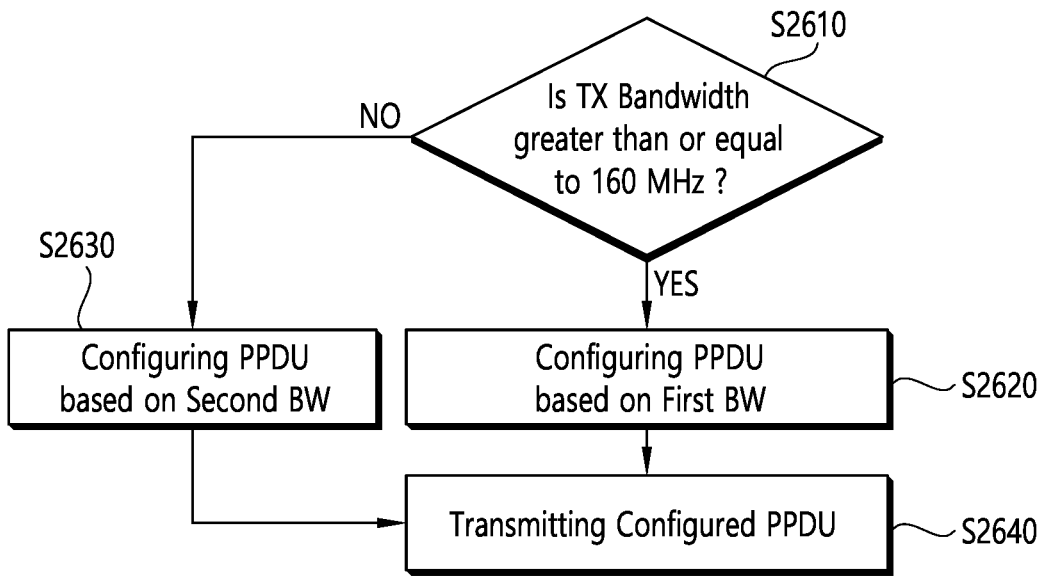 S2610
Is TX Bandwidth
greater than or equal
to 160 MHz ?
NO
YES
S2630
Configuring PPDU
based on Second BW
Configuring PPDU
based on First BW
S2620
Transmitting Configured PPDU
S2640